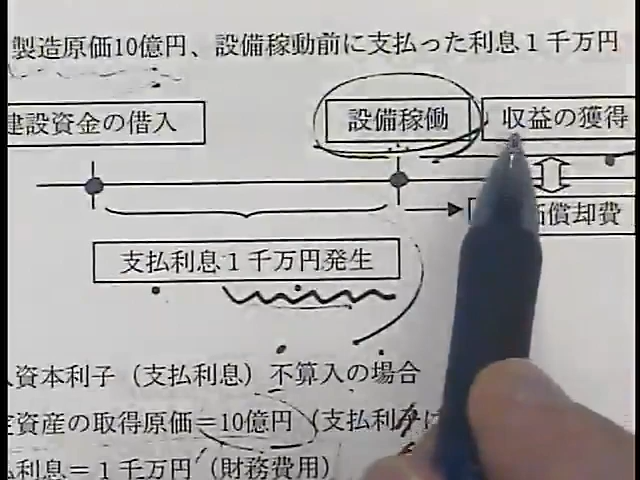 製造原価10億円、設備稼動前に支払った利息1千万円
建設資金の借入
設備稼働
収益の獲得
価償却費
支払利息1千万円発生
資本利子（支払利息）不算入の場合
資産の取得原価＝10億円（支払利
利息＝1千万円（財務費用）